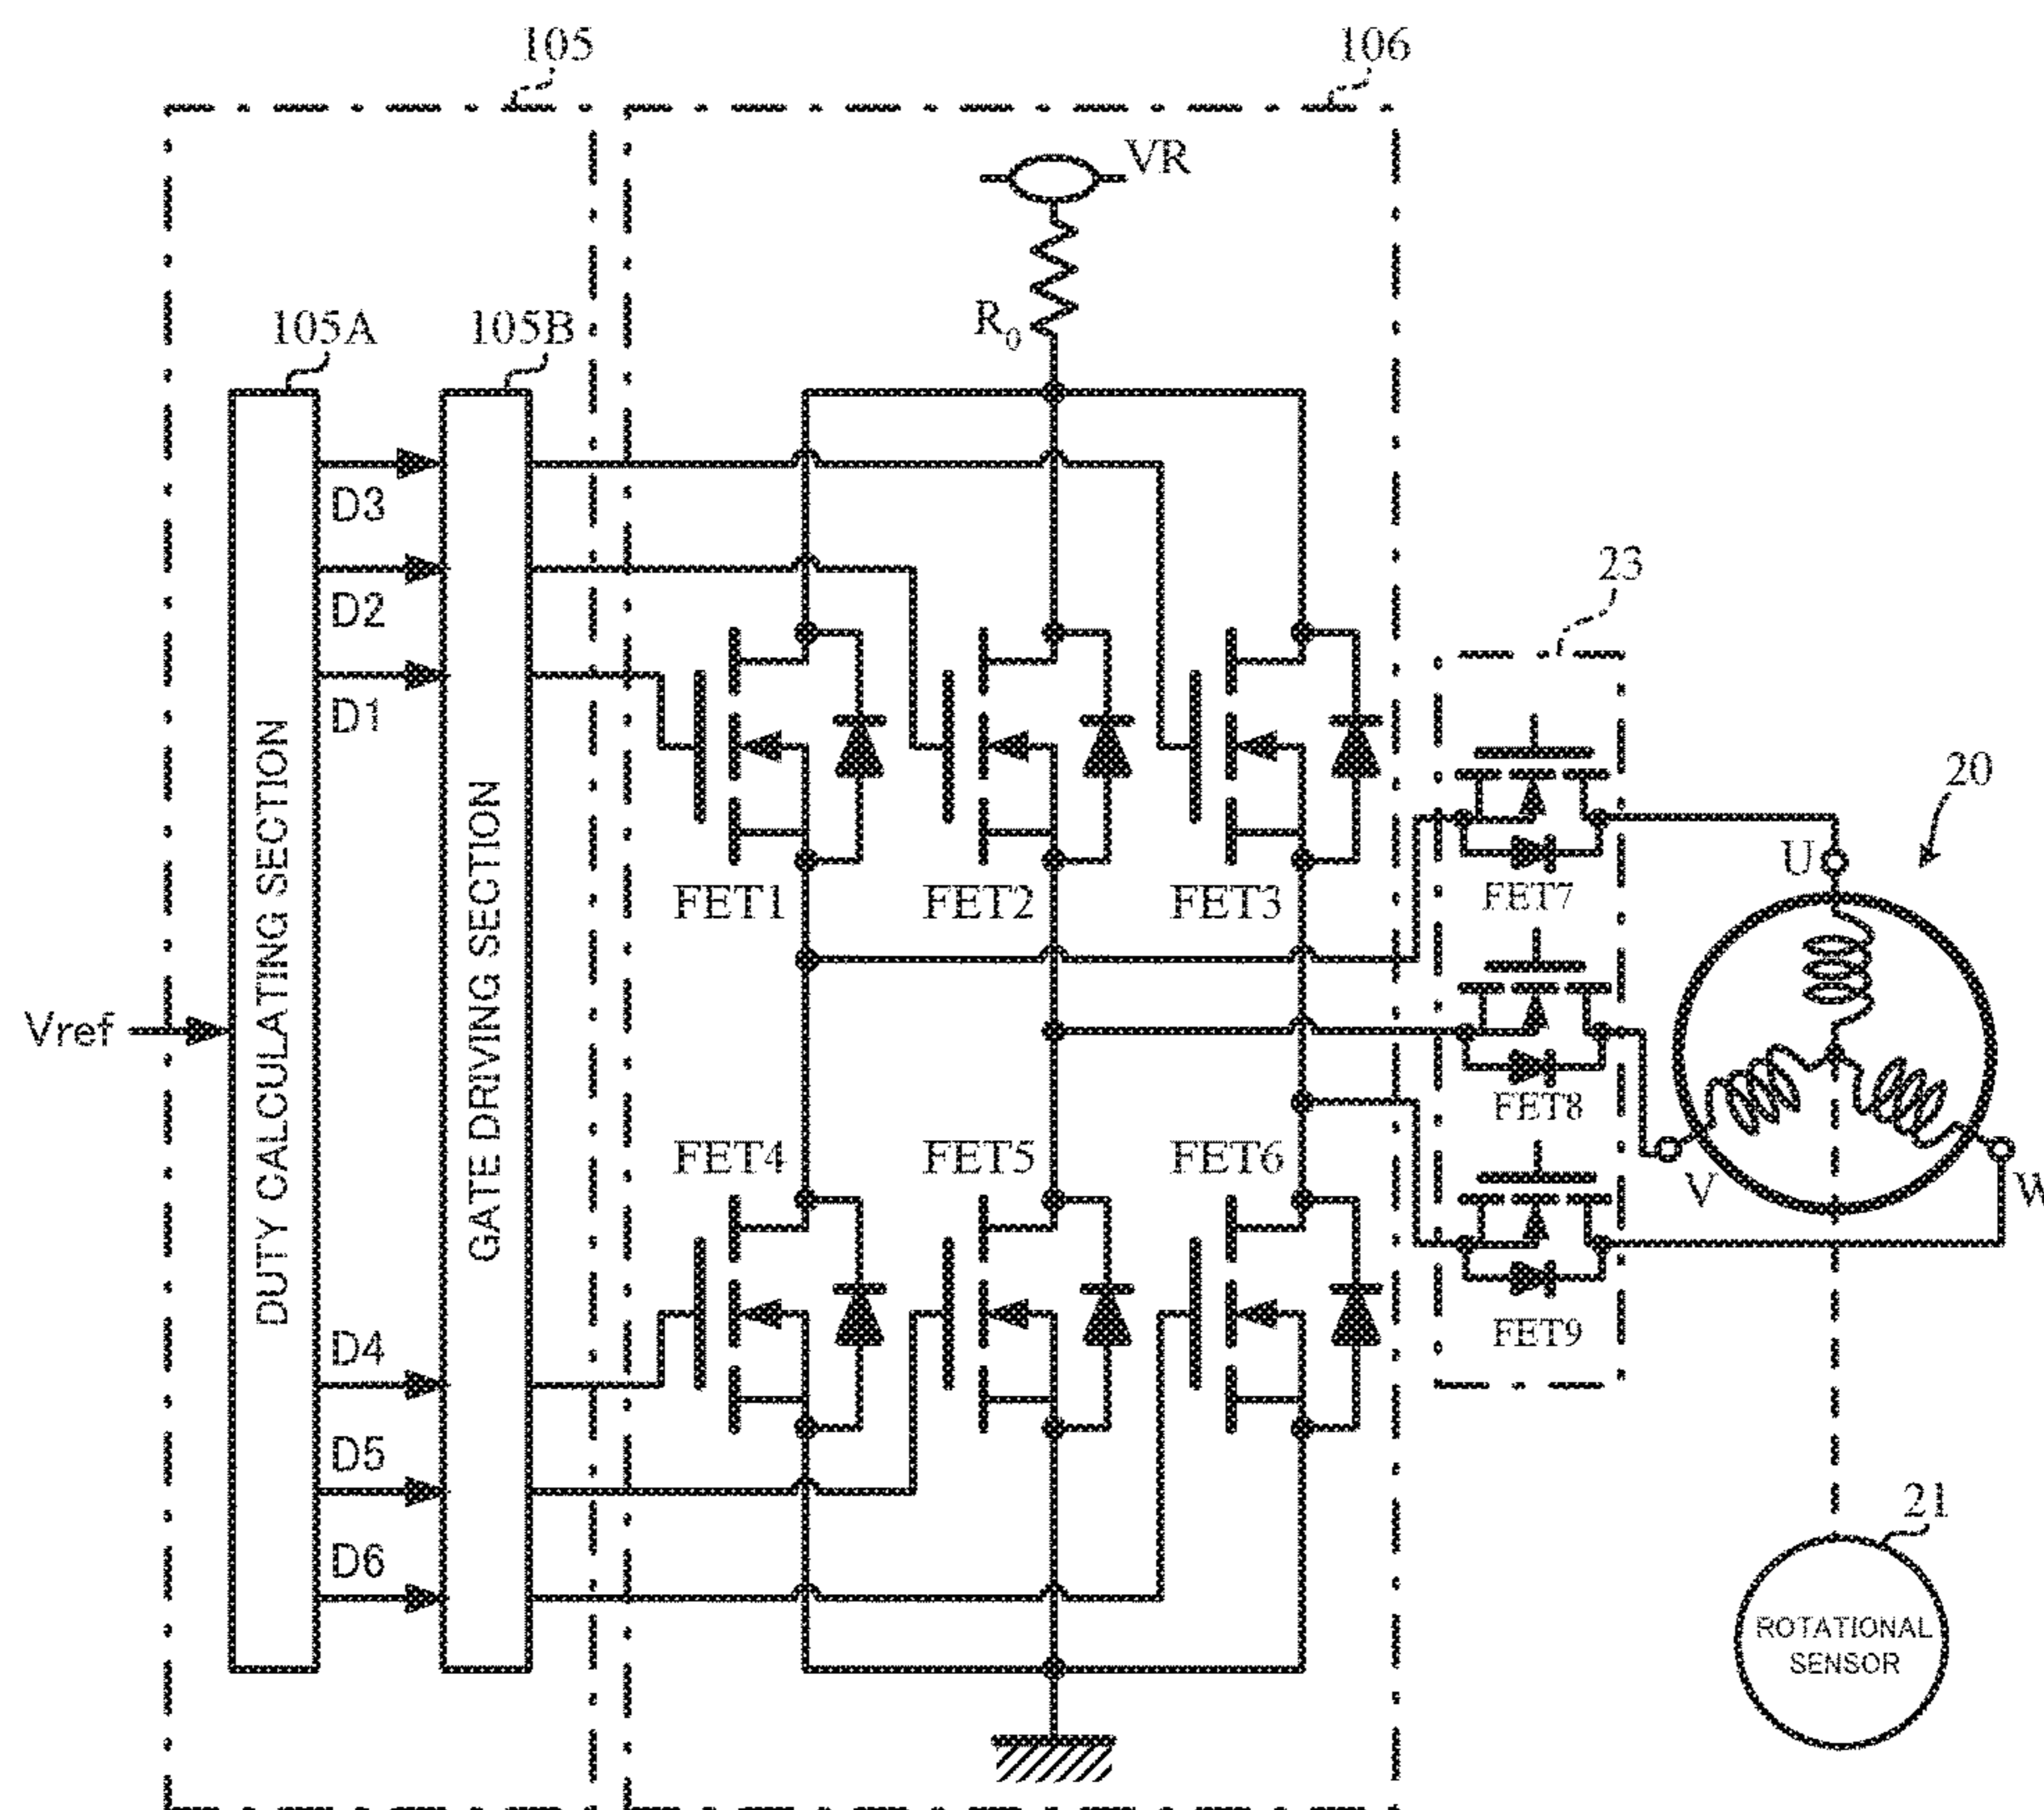 105
106
VR
R0
105A
105B
D3
D2
D1
23
20
DUTY CALCULATING SECTION
GATE DRIVING SECTION
FET1
FET2
FET3
FET7
U
Vref
FET8
FET4
FET5
FET6
V
W
FET9
D4
D5
D6
21
ROTATIONAL
SENSOR